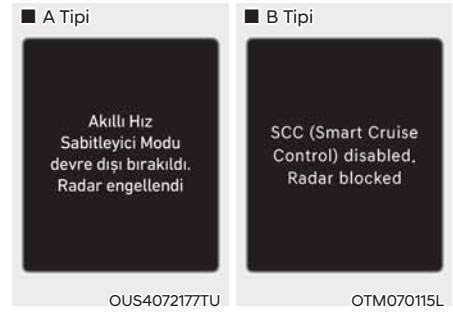 ■ A Tipi
Akıllı Hız
Sabitleyici Modu
devre dışı bırakıldı.
Radar engellendi
OUS4072177TU
■ B Tipi
SCC (Smart Cruise
Control) disabled.
Radar blocked
OTM070115L